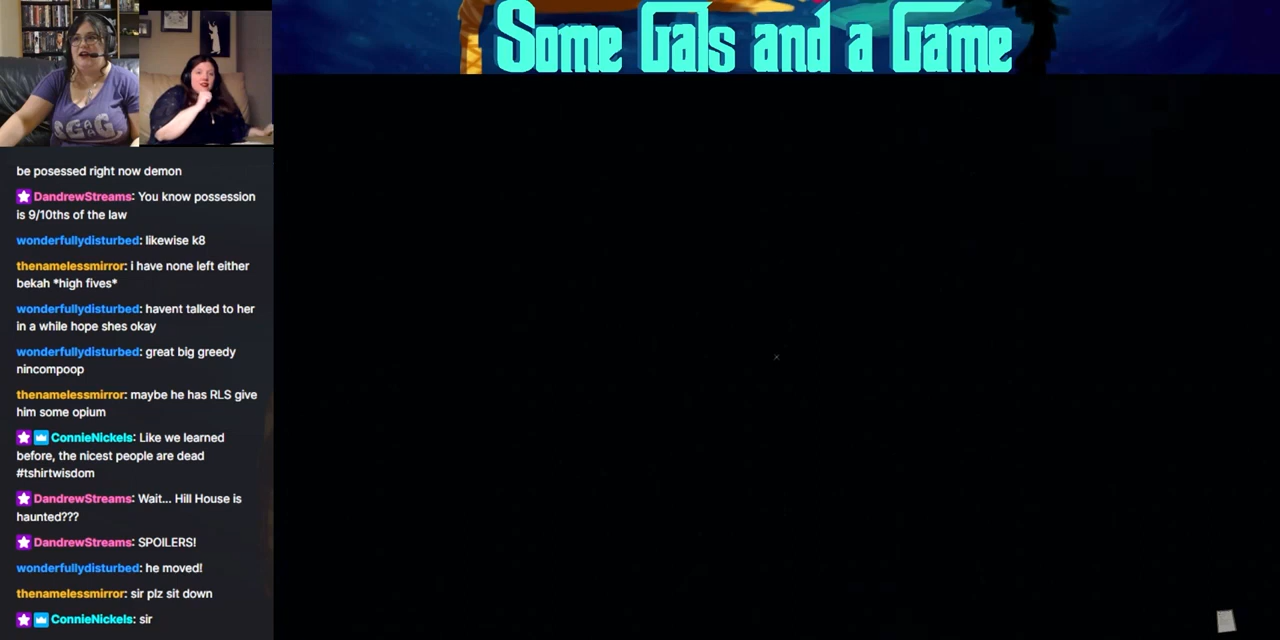 Some Gals and a Game
SGaaG
be posessed right now demon
DandrewStreams: You know possession
is 9/10ths of the law
wonderfullydisturbed: likewise k8
thenamelessmirror: i have none left either
bekah *high fives*
wonderfullydisturbed: havent talked to her
in a while hope shes okay
wonderfullydisturbed: great big greedy
nincompoop
thenamelessmirror: maybe he has RLS give
him some opium
ConnieNickels: Like we learned
before, the nicest people are dead
#tshirtwisdom
DandrewStreams: Wait... Hill House is
haunted???
DandrewStreams: SPOILERS!
wonderfullydisturbed: he moved!
thenamelessmirror: sir plz sit down
ConnieNickels: sir